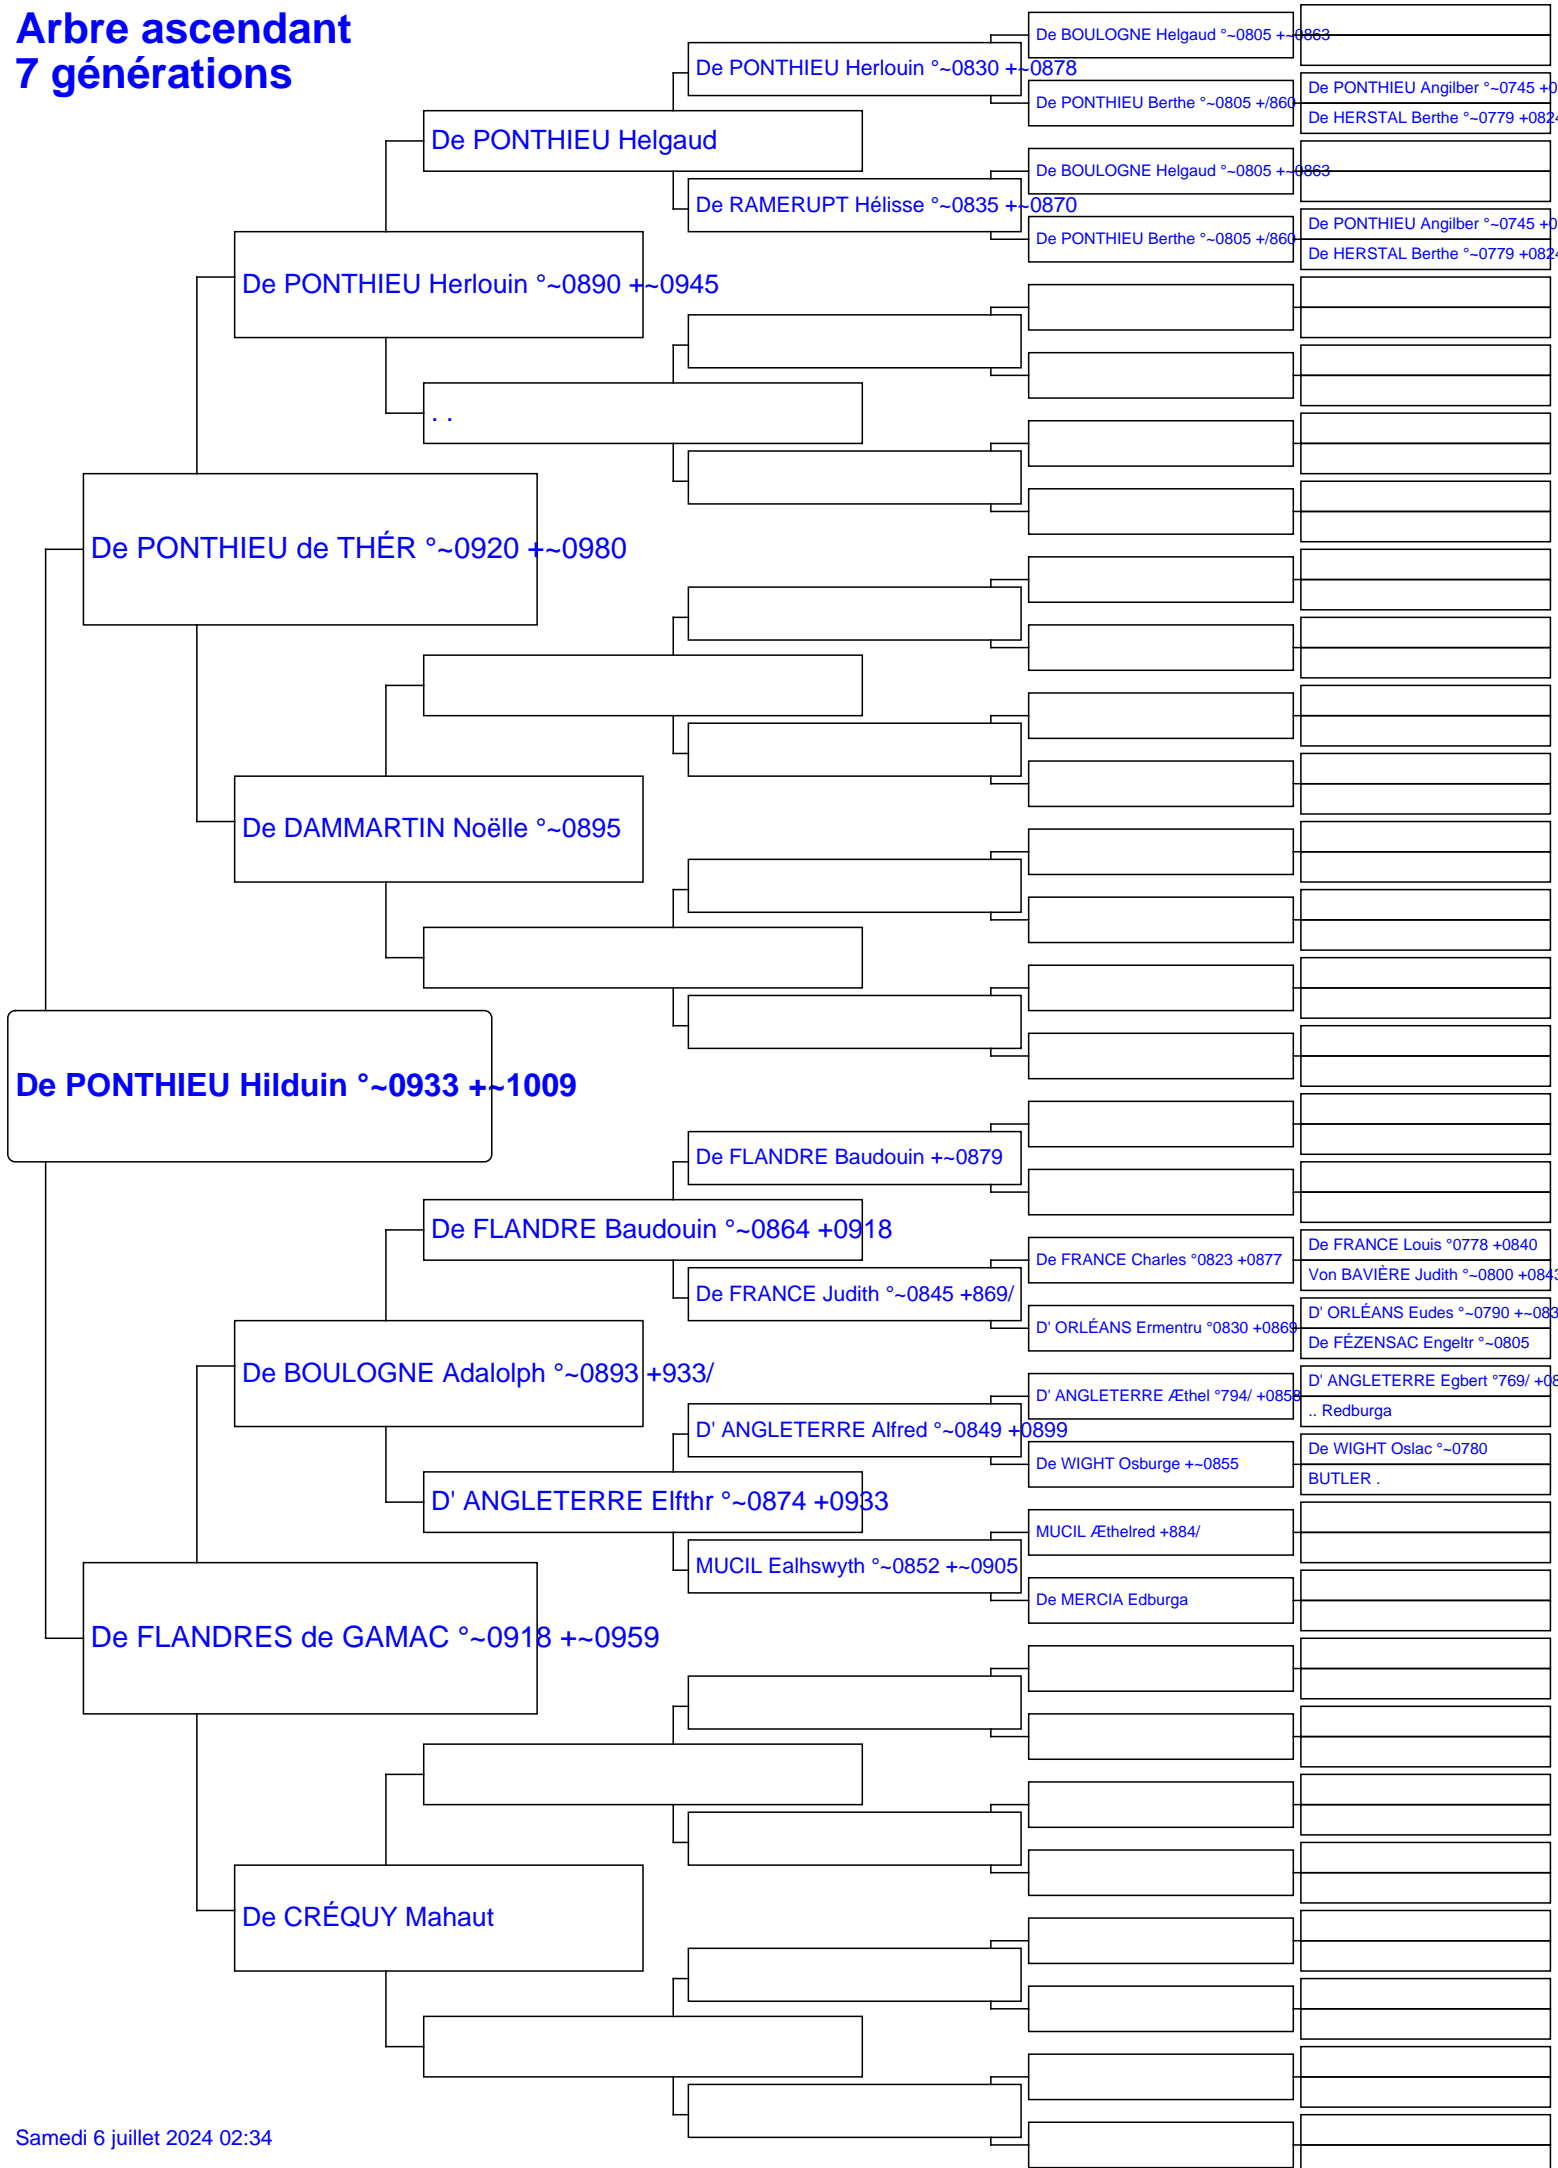 Arbre ascendant
7 générations
De BOULOGNE Helgaud °~0805 +~0863
De PONTHIEU Herlouin °~0830 +~0878
De PONTHIEU Angilber °~0745 +0
De PONTHIEU Berthe °~0805 +/860
De HERSTAL Berthe °~0779 +0824
De PONTHIEU Helgaud
De BOULOGNE Helgaud °~0805 +~0863
De RAMERUPT Hélisse °~0835 +~0870
De PONTHIEU Angilber °~0745 +0
De PONTHIEU Berthe °~0805 +/860
De HERSTAL Berthe °~0779 +0824
De PONTHIEU Herlouin °~0890 +~0945
. .
De PONTHIEU de THÉR °~0920 +~0980
De DAMMARTIN Noëlle °~0895
De PONTHIEU Hilduin °~0933 +~1009
De FLANDRE Baudouin +~0879
De FLANDRE Baudouin °~0864 +0918
De FRANCE Louis °0778 +0840
De FRANCE Charles °0823 +0877
Von BAVIÈRE Judith °~0800 +0843
De FRANCE Judith °~0845 +869/
D' ORLÉANS Eudes °~0790 +~083
D' ORLÉANS Ermentru °0830 +0869
De FÉZENSAC Engeltr °~0805
De BOULOGNE Adalolph °~0893 +933/
D' ANGLETERRE Egbert °769/ +08
D' ANGLETERRE Æthel °794/ +0858
.. Redburga
D' ANGLETERRE Alfred °~0849 +0899
De WIGHT Oslac °~0780
De WIGHT Osburge +~0855
BUTLER .
D' ANGLETERRE Elfthr °~0874 +0933
MUCIL Æthelred +884/
MUCIL Ealhswyth °~0852 +~0905
De MERCIA Edburga
De FLANDRES de GAMAC °~0918 +~0959
De CRÉQUY Mahaut
Samedi 6 juillet 2024 02:34